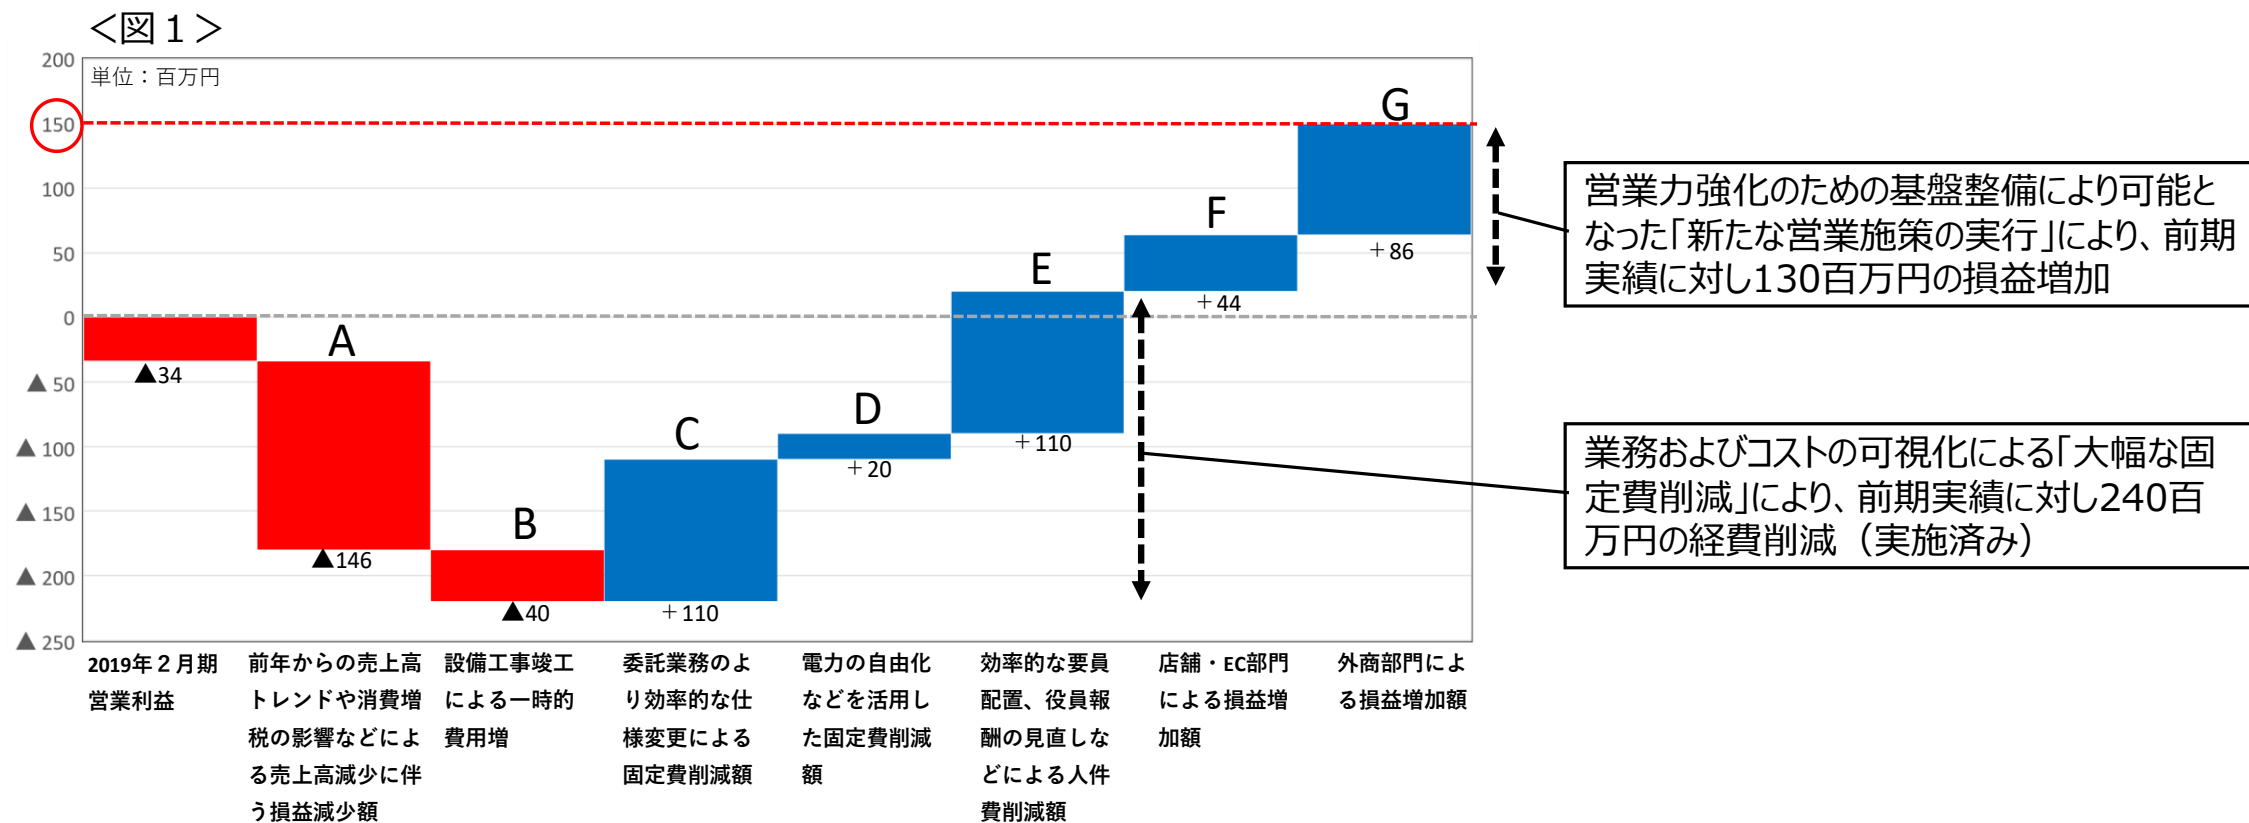 ＜図１＞
単位：百万円
200
150
100
50
0
▲ 50
▲ 100
▲ 150
▲ 200
▲ 250
▲34
A
▲146
B
▲40
C
＋110
D
＋20
E
＋110
F
＋44
G
＋86
2019年２月期
営業利益
前年からの売上高
トレンドや消費増
税の影響などによ
る売上高減少に伴
う損益減少額
設備工事竣工
による一時的
費用増
委託業務のよ
り効率的な仕
様変更による
固定費削減額
電力の自由化
などを活用し
た固定費削減
額
効率的な要員
配置、役員報
酬の見直しな
どによる人件
費削減額
店舗・EC部門
による損益増
加額
外商部門によ
る損益増加額
営業力強化のための基盤整備により可能と
なった「新たな営業施策の実行」により、前期
実績に対し130百万円の損益増加
業務およびコストの可視化による「大幅な固
定費削減」により、前期実績に対し240百
万円の経費削減（実施済み）